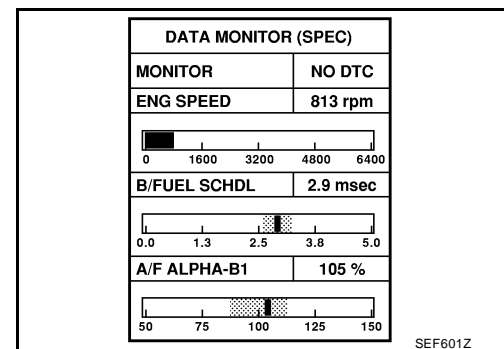 DATA MONITOR (SPEC)
MONITOR NO DTC
ENG SPEED 813 rpm
0 1600 3200 4800 6400
B/FUEL SCHDL 2.9 msec
0.0 1.3 2.5 3.8 5.0
A/F ALPHA-B1 105 %
50 75 100 125 150
SEF601Z